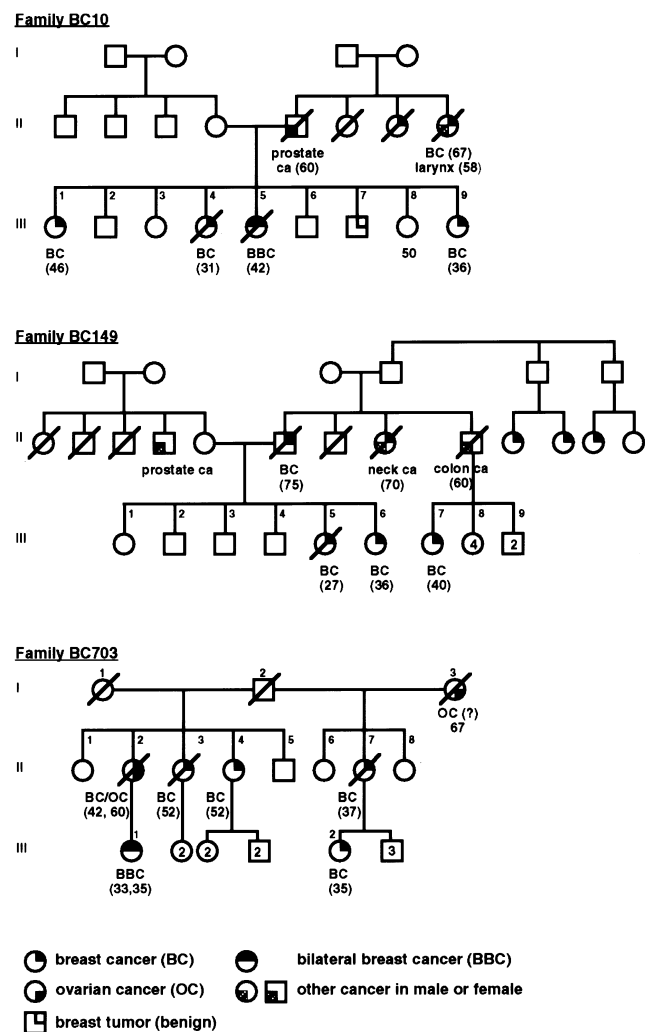 Family BC10
I
II
prostate
ca (60)
BC (67)
larynx (58)
1 2 3 4 5 6 7 8 9
III
BC
(46)
BC
(31)
BBC
(42)
50
BC
(36)
Family BC149
I
II
prostate ca
BC
(75)
neck ca
(70)
colon ca
(60)
1 2 3 4 5 6 7 8 9
III
4 2
BC
(27)
BC
(36)
BC
(40)
Family BC703
1 2 3
I
OC (?)
67
1 2 3 4 5 6 7 8
II
BC/OC
(42, 60)
BC
(52)
BC
(52)
BC
(37)
1 2
III
2 2 2 3
BBC
(33,35)
BC
(35)
breast cancer (BC)
bilateral breast cancer (BBC)
ovarian cancer (OC)
other cancer in male or female
breast tumor (benign)